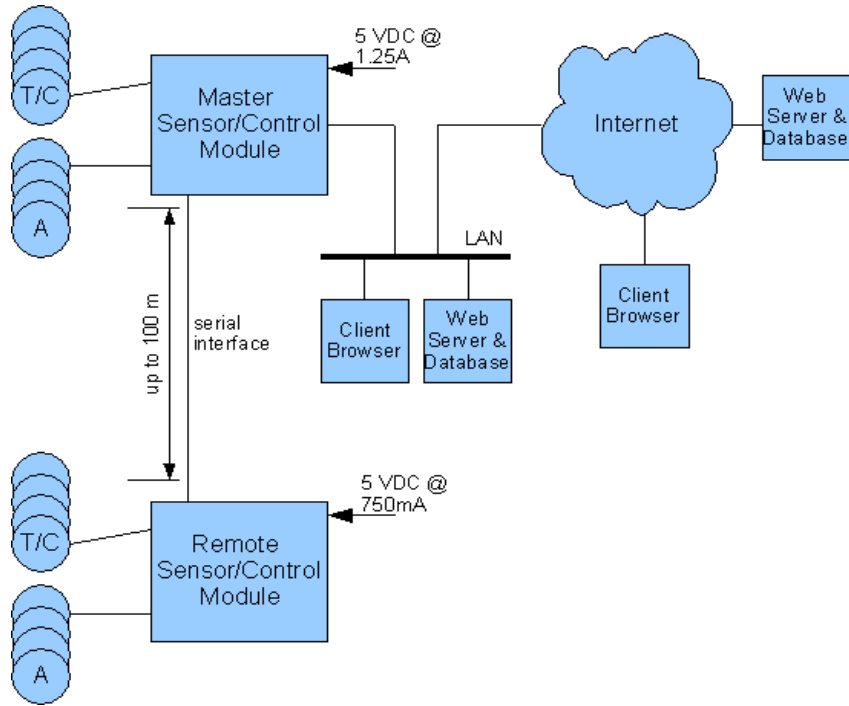 5 VDC @
1.25A
T/C
Master
Sensor/Control
Module
Internet
Web
Server &
Database
A
LAN
up to 100 m
serial
interface
Client
Browser
Web
Server &
Database
Client
Browser
5 VDC @
750mA
T/C
Remote
Sensor/Control
Module
A